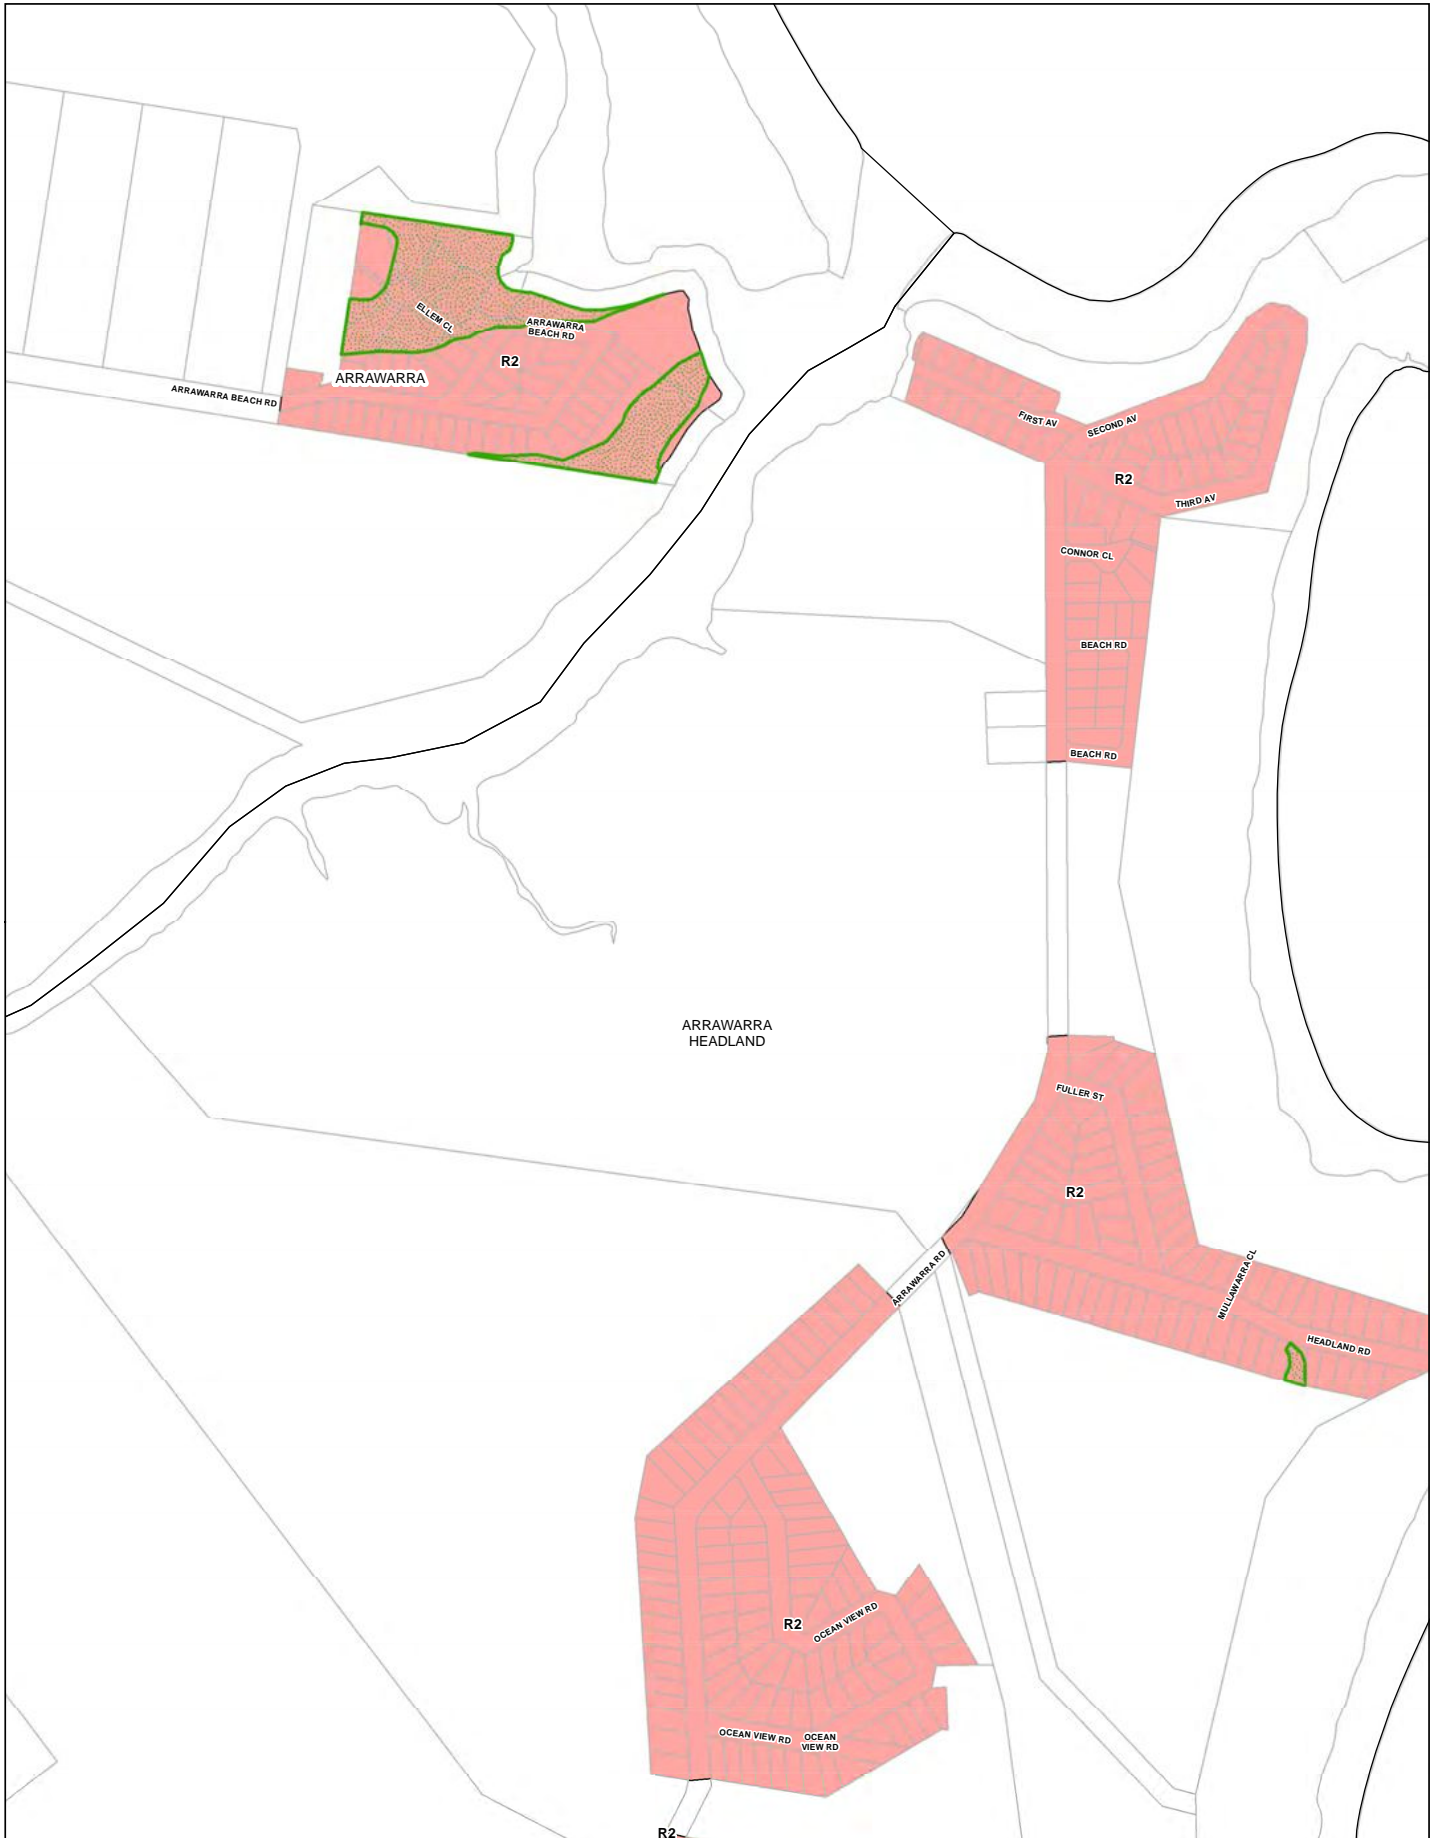 ELLEM CL
ARRAWARRA
BEACH RD
R2
ARRAWARRA
ARRAWARRA BEACH RD
FIRST AV
SECOND AV
R2
THIRD AV
CONNOR CL
BEACH RD
BEACH RD
ARRAWARRA
HEADLAND
FULLER ST
R2
ARRAWARRA RD
MULLAWARRA CL
HEADLAND RD
R2
OCEAN VIEW RD
OCEAN VIEW RD
OCEAN
VIEW RD
R2